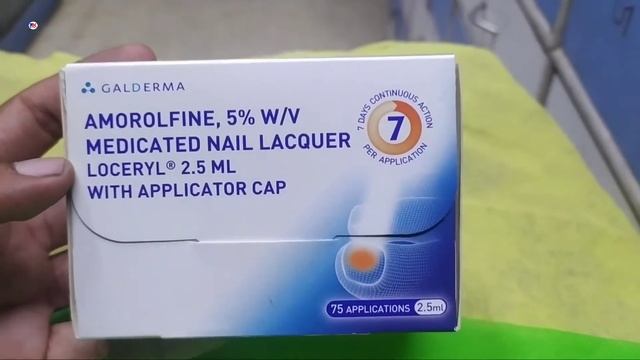 GALDERMA
AMOROLFINE, 5% W/V
MEDICATED NAIL LACQUER
LOCERYL® 2.5 ML
WITH APPLICATOR CAP
7 DAYS CONTINUOUS ACTION
7
PER APPLICATION
75 APPLICATIONS 2.5ml